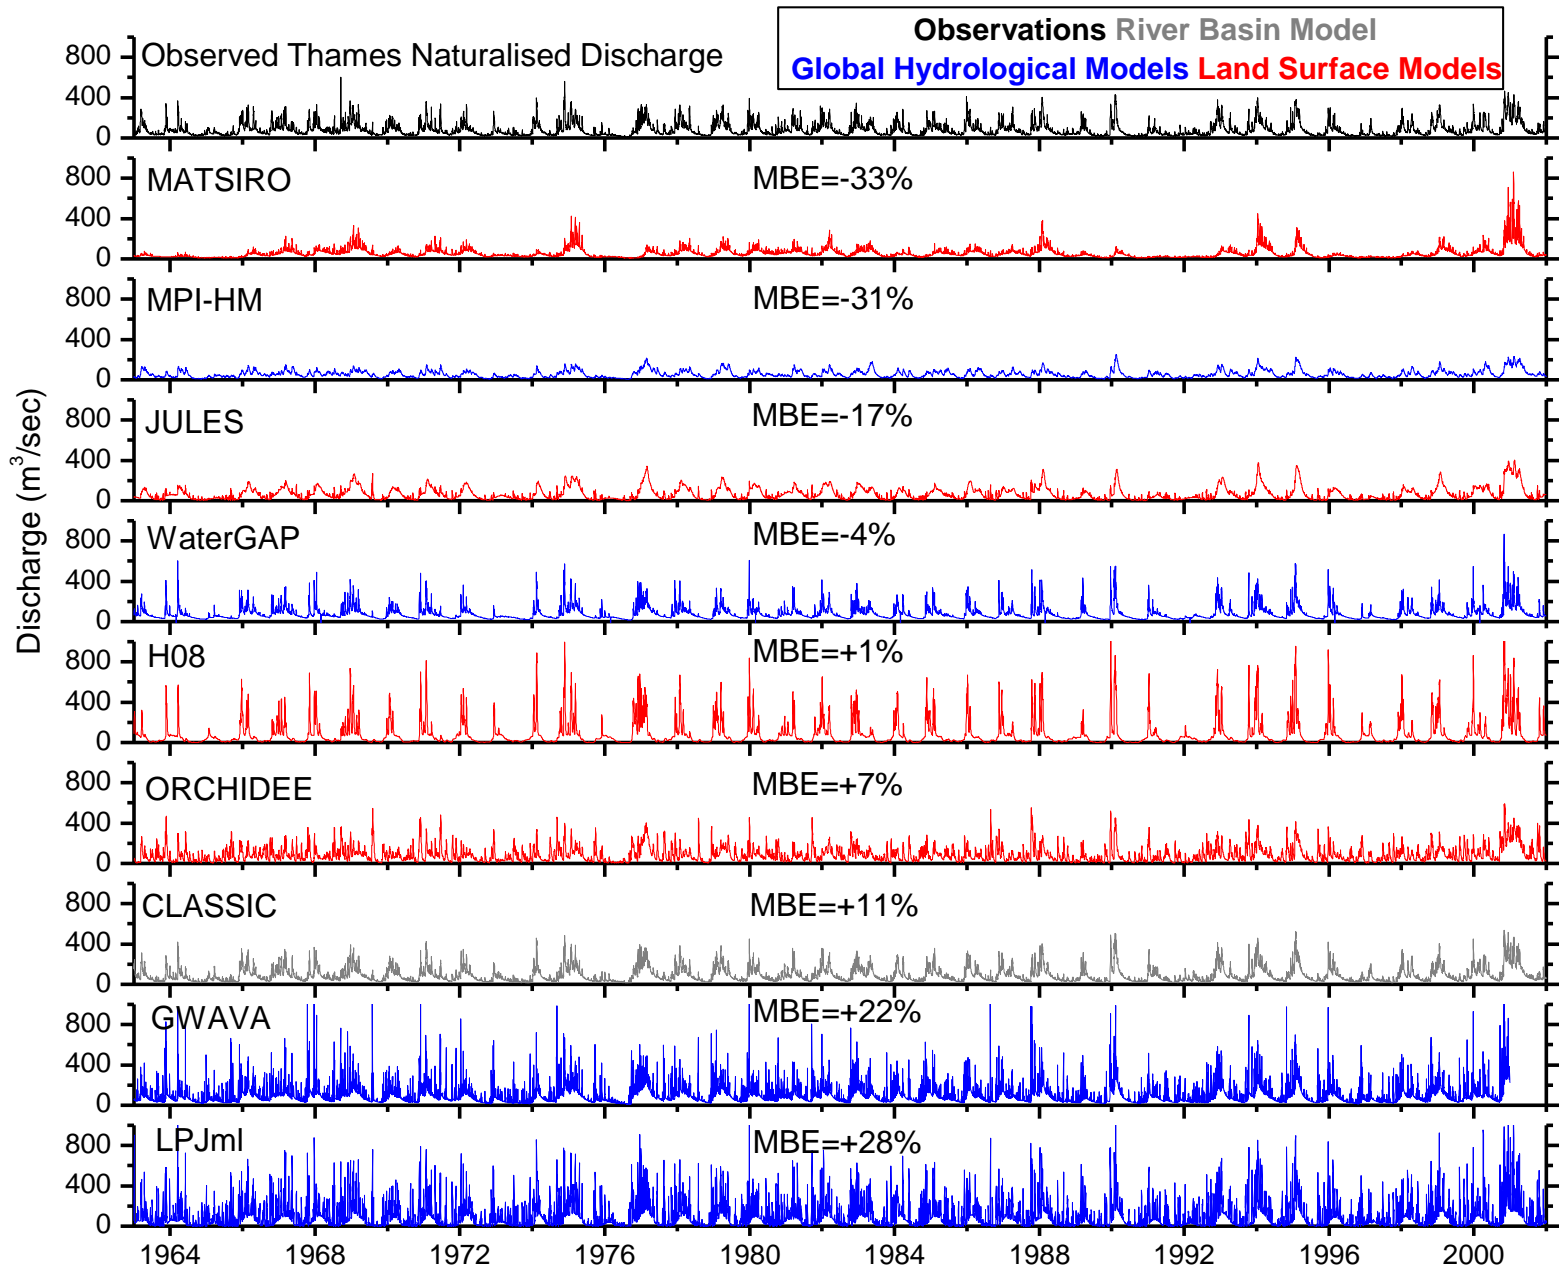 Observations River Basin Model
Global Hydrological Models Land Surface Models
Observed Thames Naturalised Discharge
800
400
0
MATSIRO MBE=-33%
800
400
0
MPI-HM MBE=-31%
800
400
0
JULES MBE=-17%
800
400
0
WaterGAP MBE=-4%
800
400
0
H08 MBE=+1%
800
400
0
ORCHIDEE MBE=+7%
800
400
0
CLASSIC MBE=+11%
800
400
0
GWAVA MBE=+22%
800
400
0
LPJml MBE=+28%
800
400
0
Discharge (m³/sec)
1964 1968 1972 1976 1980 1984 1988 1992 1996 2000